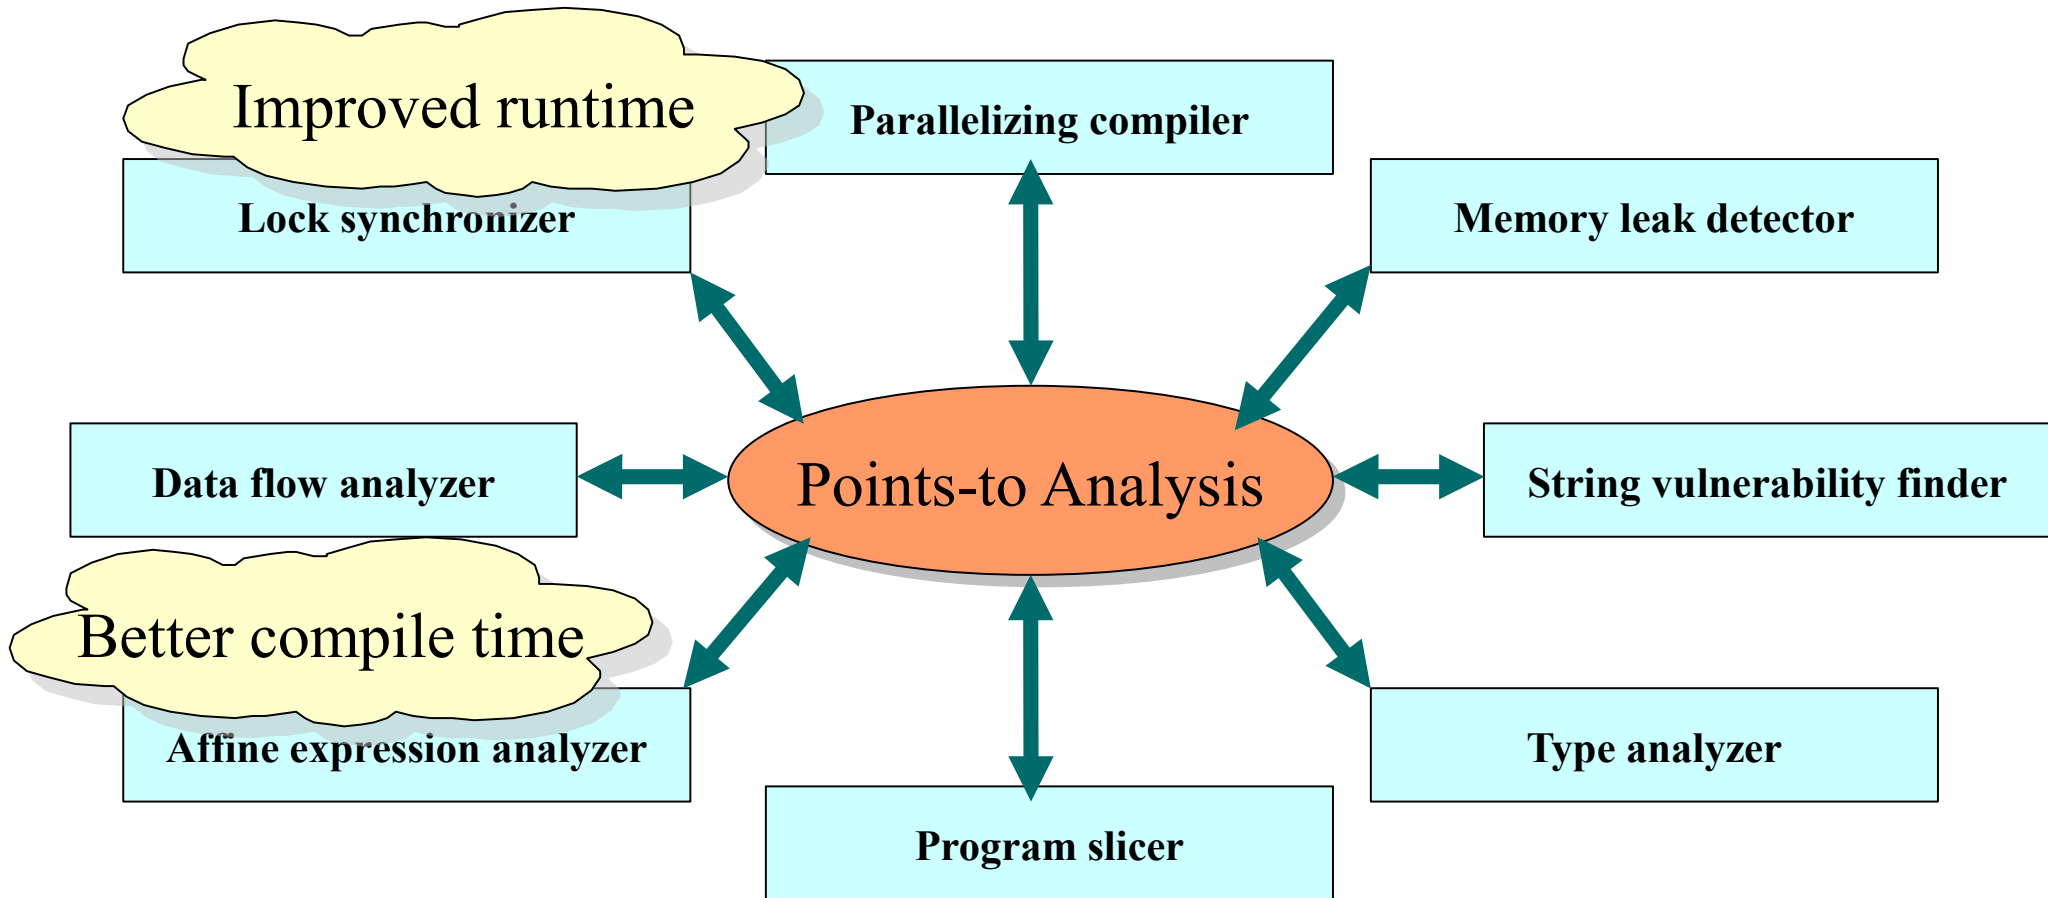 Improved runtime
Parallelizing compiler
Lock synchronizer
Memory leak detector
Data flow analyzer
Points-to Analysis
String vulnerability finder
Better compile time
Affine expression analyzer
Type analyzer
Program slicer